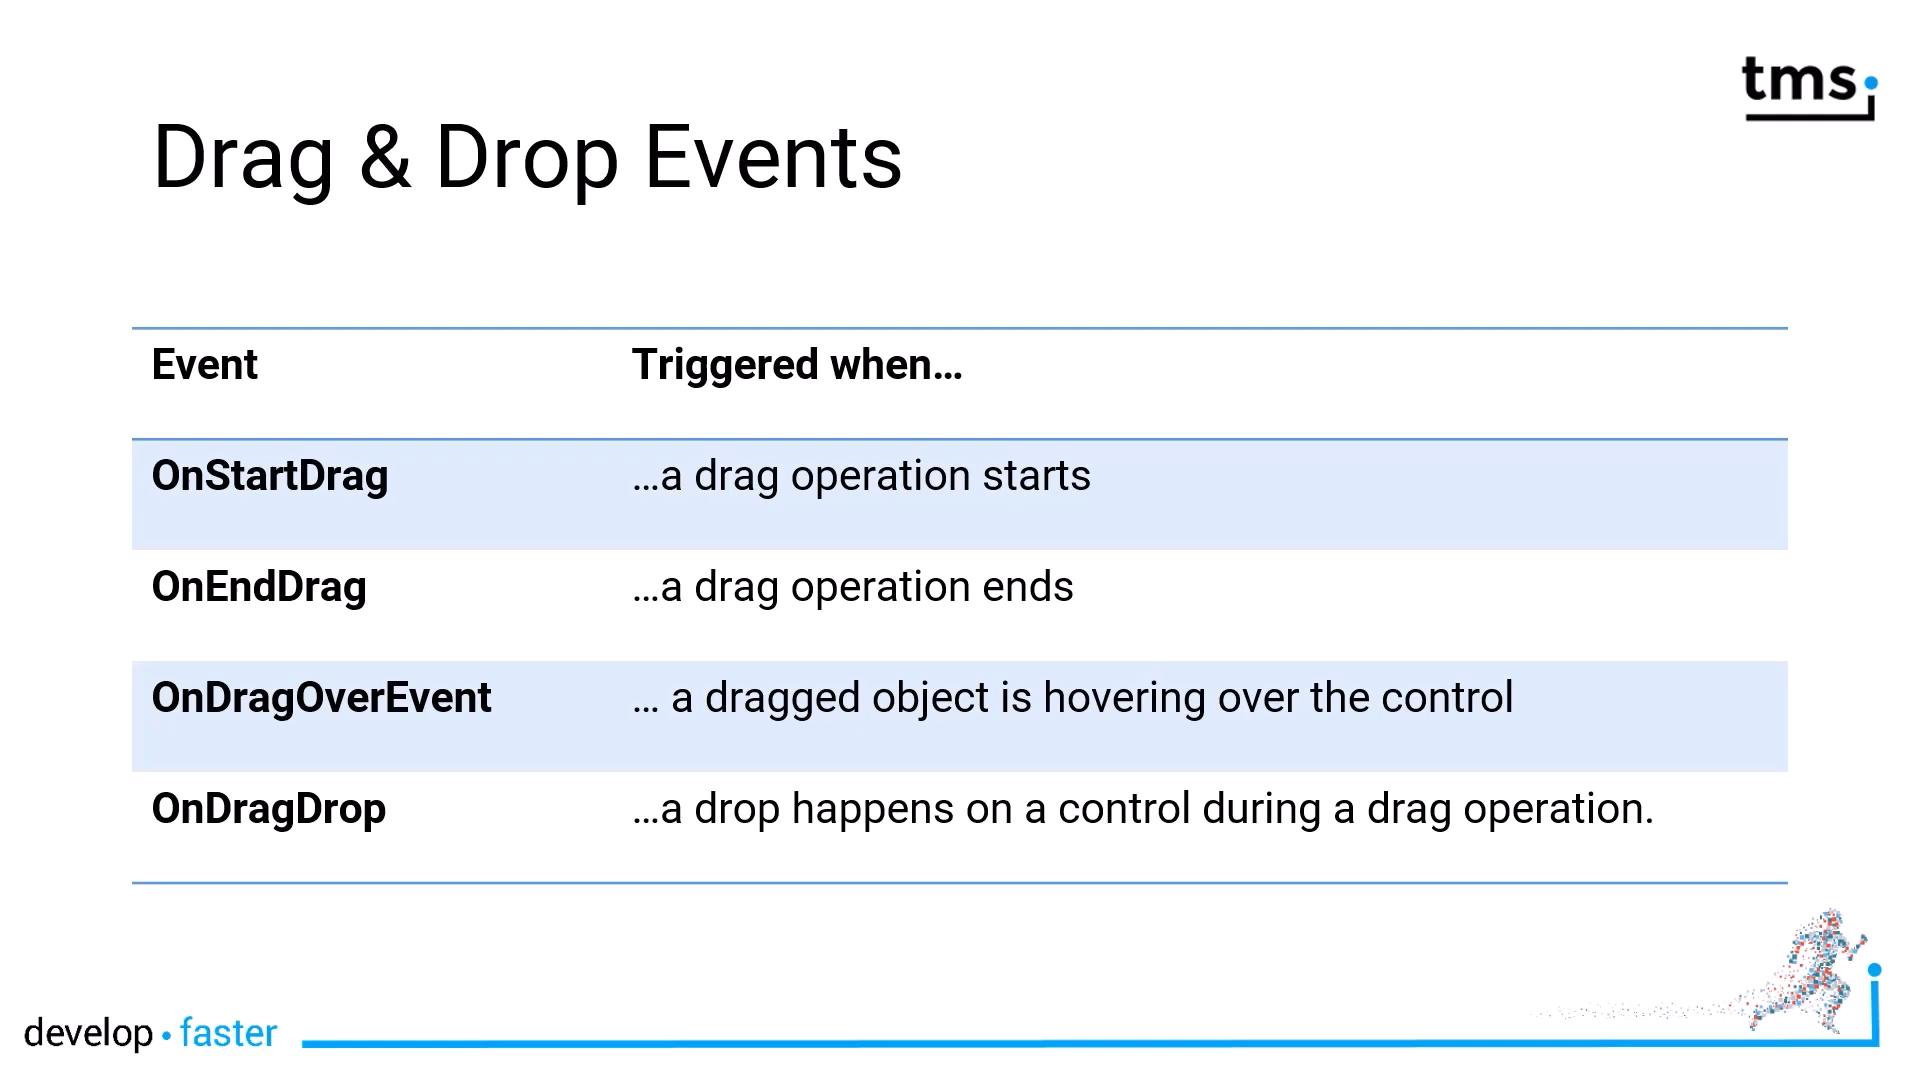 tms
Drag & Drop Events
Event Triggered when…
OnStartDrag …a drag operation starts
OnEndDrag …a drag operation ends
OnDragOverEvent … a dragged object is hovering over the control
OnDragDrop …a drop happens on a control during a drag operation.
develop • faster